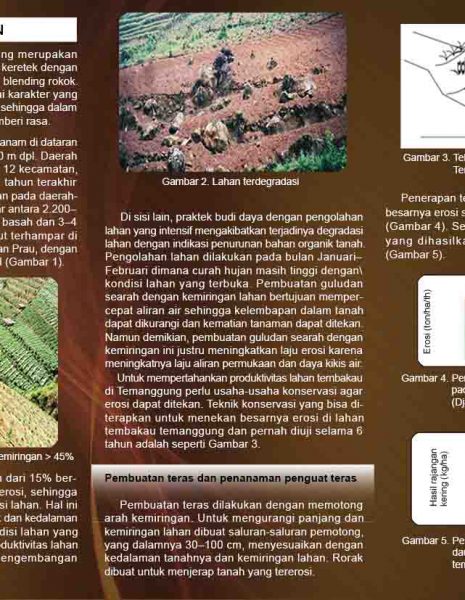 N
ng merupakan
keretek dengan
blending rokok.
ai karakter yang
sehingga dalam
mberi rasa.
anam di dataran
0 m dpl. Daerah
12 kecamatan,
tahun terakhir
an pada daerah-
ar antara 2.200–
basah dan 3–4
ut terhampar di
an Prau, dengan
l (Gambar 1).
emiringan > 45%
n dari 15% ber-
erosi, sehingga
si lahan. Hal ini
k dan kedalaman
disi lahan yang
oduktivitas lahan
engembangan
Gambar 2. Lahan terdegradasi
Di sisi lain, praktek budi daya dengan pengolahan
lahan yang intensif mengakibatkan terjadinya degradasi
lahan dengan indikasi penurunan bahan organik tanah.
Pengolahan lahan dilakukan pada bulan Januari–
Februari dimana curah hujan masih tinggi dengan\
kondisi lahan yang terbuka. Pembuatan guludan
searah dengan kemiringan lahan bertujuan memper-
cepat aliran air sehingga kelembapan dalam tanah
dapat dikurangi dan kematian tanaman dapat ditekan.
Namun demikian, pembuatan guludan searah dengan
kemiringan ini justru meningkatkan laju erosi karena
meningkatnya laju aliran permukaan dan daya kikis air.
Untuk mempertahankan produktivitas lahan tembakau
di Temanggung perlu usaha-usaha konservasi agar
erosi dapat ditekan. Teknik konservasi yang bisa di-
terapkan untuk menekan besarnya erosi di lahan
tembakau temanggung dan pernah diuji selama 6
tahun adalah seperti Gambar 3.
Pembuatan teras dan penanaman penguat teras
Pembuatan teras dilakukan dengan memotong
arah kemiringan. Untuk mengurangi panjang dan
kemiringan lahan dibuat saluran-saluran pemotong,
yang dalamnya 30–100 cm, menyesuaikan dengan
kedalaman tanahnya dan kemiringan lahan. Rorak
dibuat untuk menjerap tanah yang tererosi.
Gambar 3. Te
Ter
Penerapan te
besarnya erosi s
(Gambar 4). Se
yang dihasilka
(Gambar 5).
Erosi (ton/ha/th)
Gambar 4. Pe
pac
(Dj
Hasil rajangan
kering (kg/ha)
Gambar 5. Pe
dau
tem